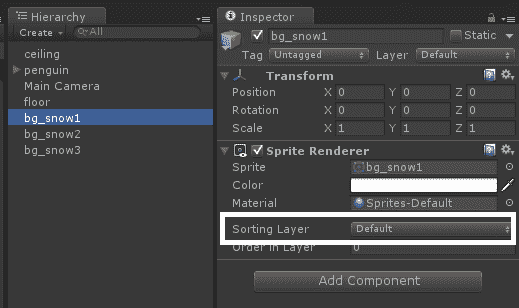 Hierarchy
Create
All
ceiling
penguin
Main Camera
floor
bg_snow1
bg_snow2
bg_snow3
Inspector
bg_snow1 Static
Tag Untagged Layer Default
Transform
Position X 0 Y 0 Z 0
Rotation X 0 Y 0 Z 0
Scale X 1 Y 1 Z 1
Sprite Renderer
Sprite bg_snow1
Color
Material Sprites-Default
Sorting Layer Default
Order in Layer 0
Add Component